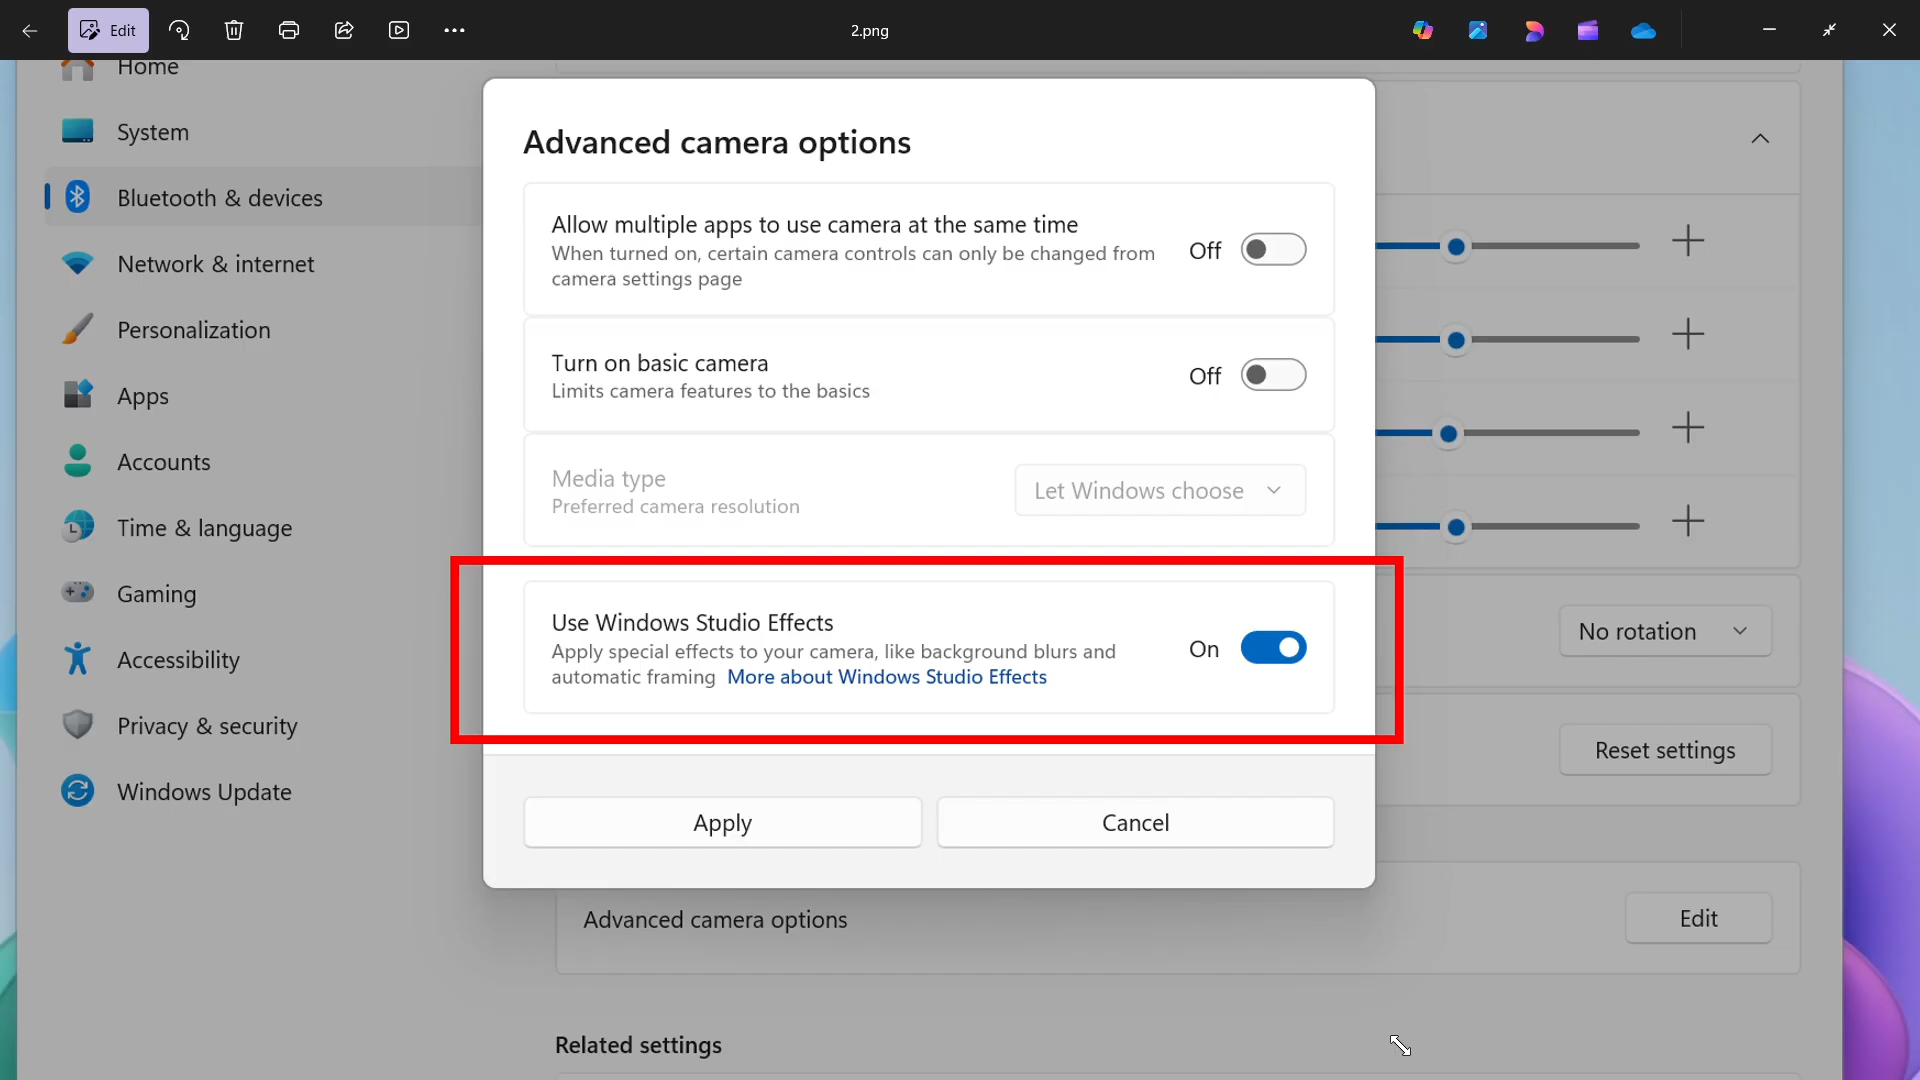 Edit
2.png
Home
System
Bluetooth & devices
Network & internet
Personalization
Apps
Accounts
Time & language
Gaming
Accessibility
Privacy & security
Windows Update
Advanced camera options
Allow multiple apps to use camera at the same time
When turned on, certain camera controls can only be changed from
camera settings page
Off
Turn on basic camera
Limits camera features to the basics
Off
Media type
Preferred camera resolution
Let Windows choose
Use Windows Studio Effects
Apply special effects to your camera, like background blurs and
automatic framing More about Windows Studio Effects
On
Apply
Cancel
No rotation
Reset settings
Advanced camera options
Edit
Related settings